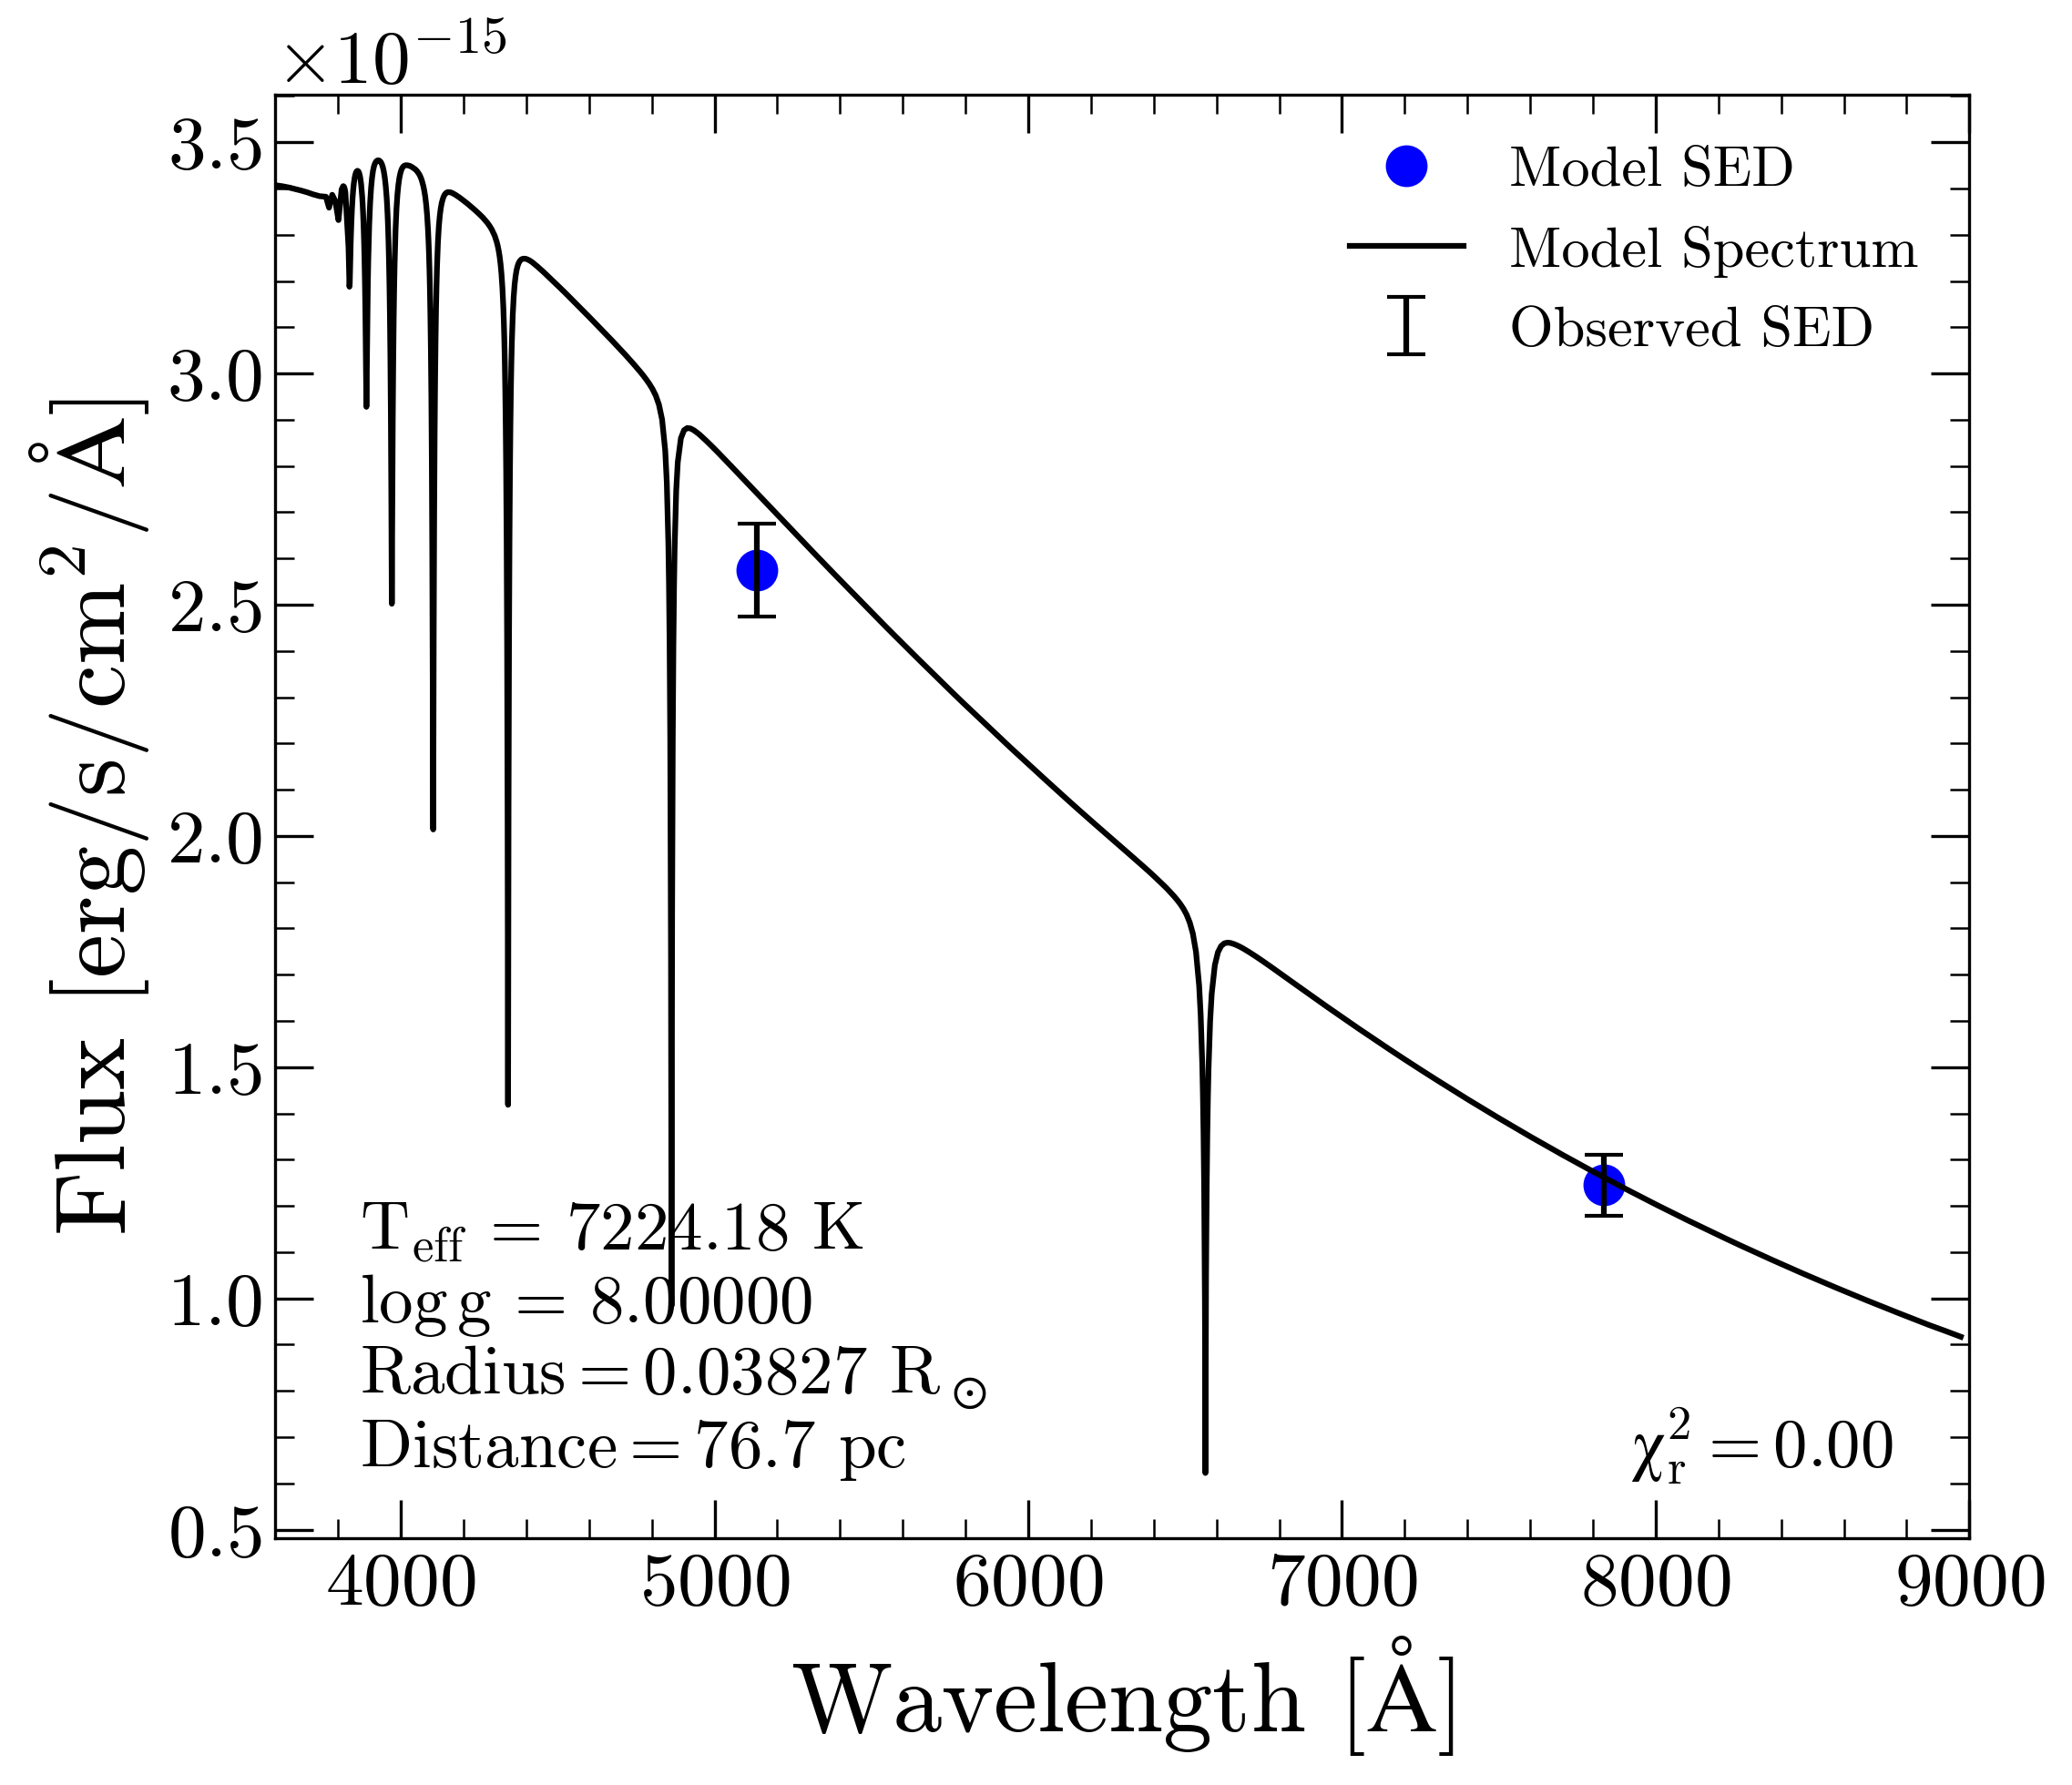 ×10⁻¹⁵
3.5
3.0
2.5
2.0
1.5
1.0
0.5
Flux [erg/s/cm²/Å]
Model SED
Model Spectrum
Observed SED
T_eff = 7224.18 K
log g = 8.00000
Radius = 0.03827 R_⊙
Distance = 76.7 pc
χ²_r = 0.00
4000 5000 6000 7000 8000 9000
Wavelength [Å]